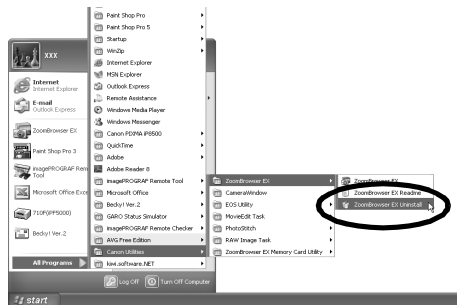 xxx
Internet
Internet Explorer
E-mail
Outlook Express
ZoomBrowser EX
Paint Shop Pro 3
imagePROGRAF Rem
Tool
Microsoft Office Exce
710F(PF5000)
Becky! Ver.2
All Programs
Paint Shop Pro
Paint Shop Pro 5
Startup
WinZip
Internet Explorer
MSN Explorer
Outlook Express
Remote Assistance
Windows Media Player
Windows Messenger
Canon PIXMA iP8500
QuickTime
Adobe
Adobe Reader 8
imagePROGRAF Remote Tool
Microsoft Office
Becky! Ver.2
GARO Status Simulator
imagePROGRAF Remote Checker
AVG Free Edition
Canon Utilities
kiwi.software.NET
ZoomBrowser EX
CameraWindow
EOS Utility
MovieEdit Task
PhotoStitch
RAW Image Task
ZoomBrowser EX Memory Card Utility
ZoomBrowser EX
ZoomBrowser EX Readme
ZoomBrowser EX Uninstall
Log Off
Turn Off Computer
start